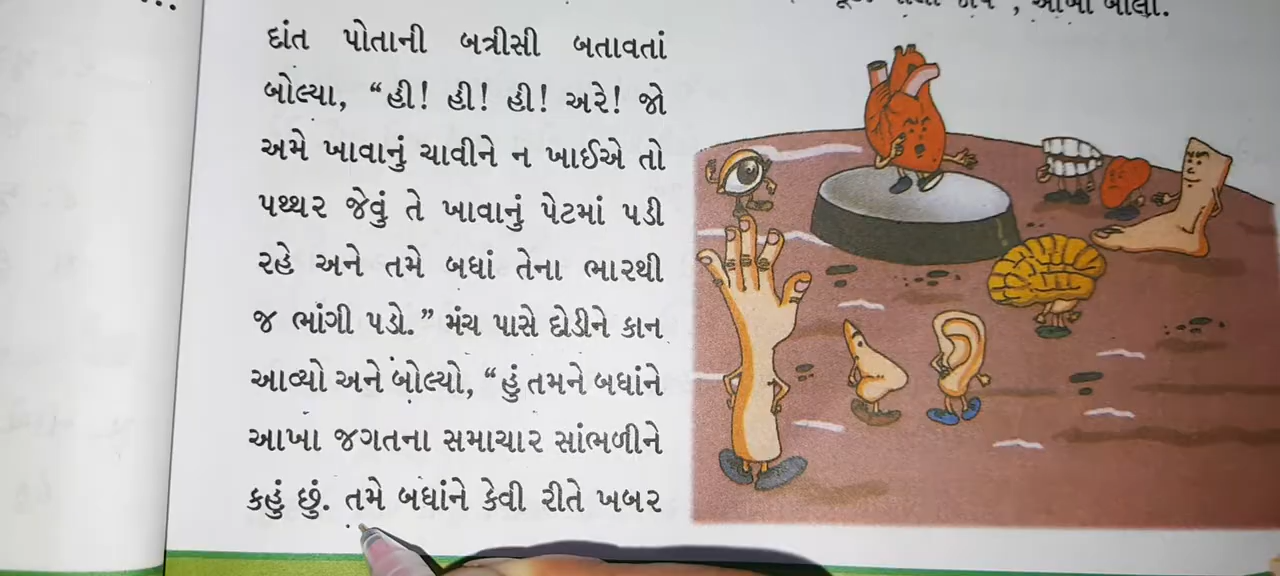 દાંત પોતાની બત્રીસી બતાવતાં
બોલ્યા, “હી! હી! હી! અરે! જો
અમે ખાવાનું ચાવીને ન ખાઈએ તો
પથ્થર જેવું તે ખાવાનું પેટમાં પડી
રહે અને તમે બધાં તેના ભારથી
જ ભાંગી પડો.” મંચ પાસે દોડીને કાન
આવ્યો અને બોલ્યો, “હું તમને બધાંને
આખા જગતના સમાચાર સાંભળીને
કહું છું. તમે બધાંને કેવી રીતે ખબર